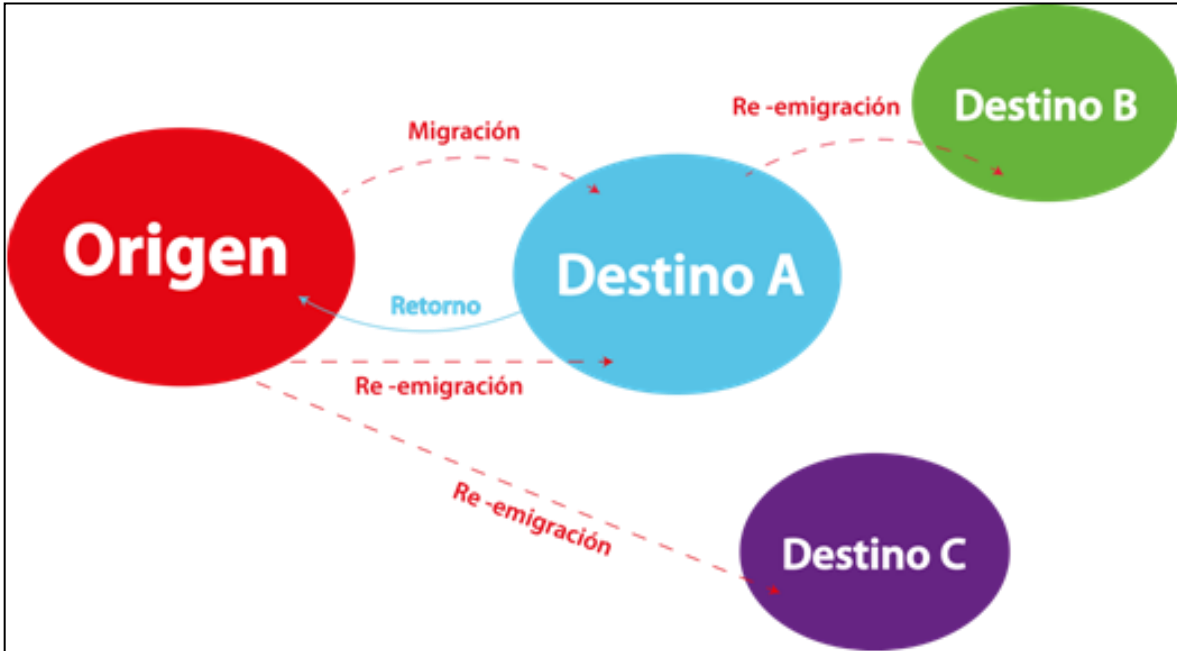 Destino B
Re -emigración
Migración
Origen
Destino A
Retorno
Re -emigración
Re -emigración
Destino C